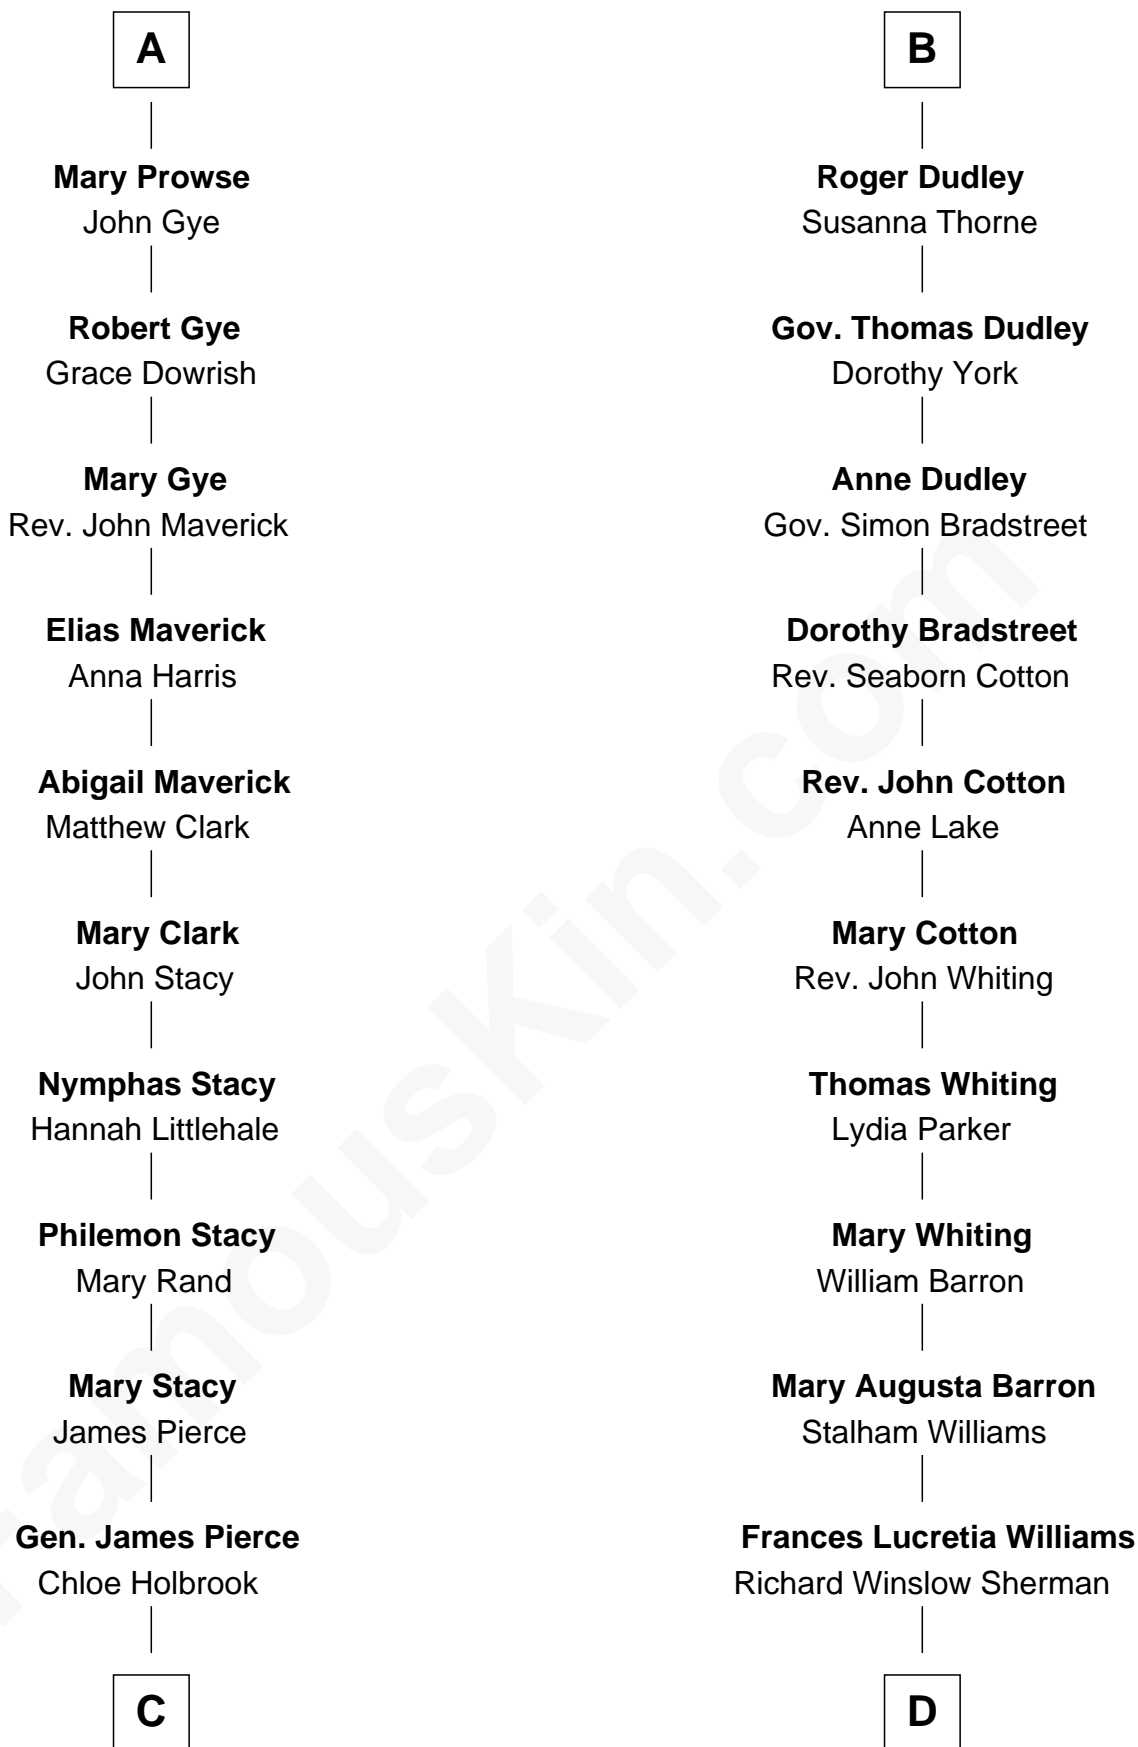 A
Mary Prowse
John Gye
Robert Gye
Grace Dowrish
Mary Gye
Rev. John Maverick
Elias Maverick
Anna Harris
Abigail Maverick
Matthew Clark
Mary Clark
John Stacy
Nymphas Stacy
Hannah Littlehale
Philemon Stacy
Mary Rand
Mary Stacy
James Pierce
Gen. James Pierce
Chloe Holbrook
C
B
Roger Dudley
Susanna Thorne
Gov. Thomas Dudley
Dorothy York
Anne Dudley
Gov. Simon Bradstreet
Dorothy Bradstreet
Rev. Seaborn Cotton
Rev. John Cotton
Anne Lake
Mary Cotton
Rev. John Whiting
Thomas Whiting
Lydia Parker
Mary Whiting
William Barron
Mary Augusta Barron
Stalham Williams
Frances Lucretia Williams
Richard Winslow Sherman
D
FamousKin.com